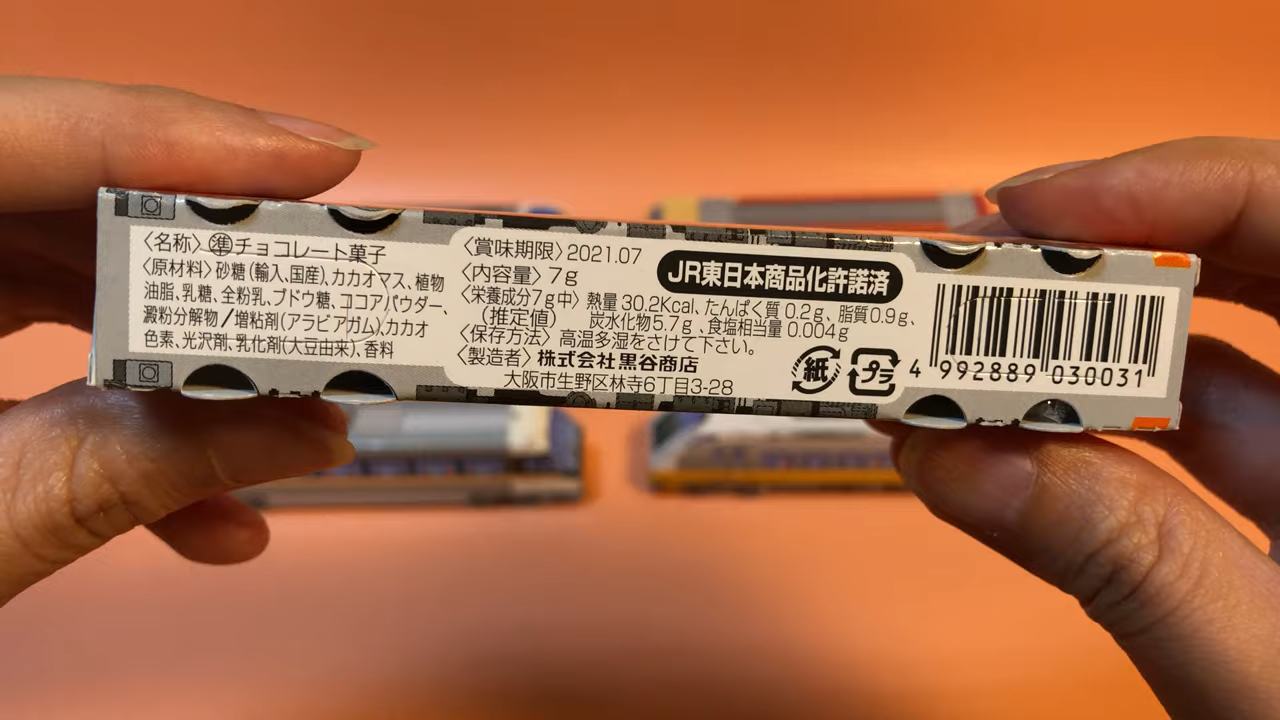 〈名称〉㊜チョコレート菓子
〈原材料〉砂糖(輸入、国産)、カカオマス、植物
油脂、乳糖、全粉乳、ブドウ糖、ココアパウダー、
澱粉分解物/増粘剤(アラビアガム)、カカオ
色素、光沢剤、乳化剤(大豆由来)、香料
〈賞味期限〉2021.07
〈内容量〉7g
〈栄養成分7g中〉熱量30.2Kcal、たんぱく質0.2g、脂質0.9g、
(推定値) 炭水化物5.7g、食塩相当量0.004g
〈保存方法〉高温多湿をさけて下さい。
〈製造者〉株式会社黒谷商店
大阪市生野区林寺6丁目3-28
JR東日本商品化許諾済
紙 プラ
4 992889 030031